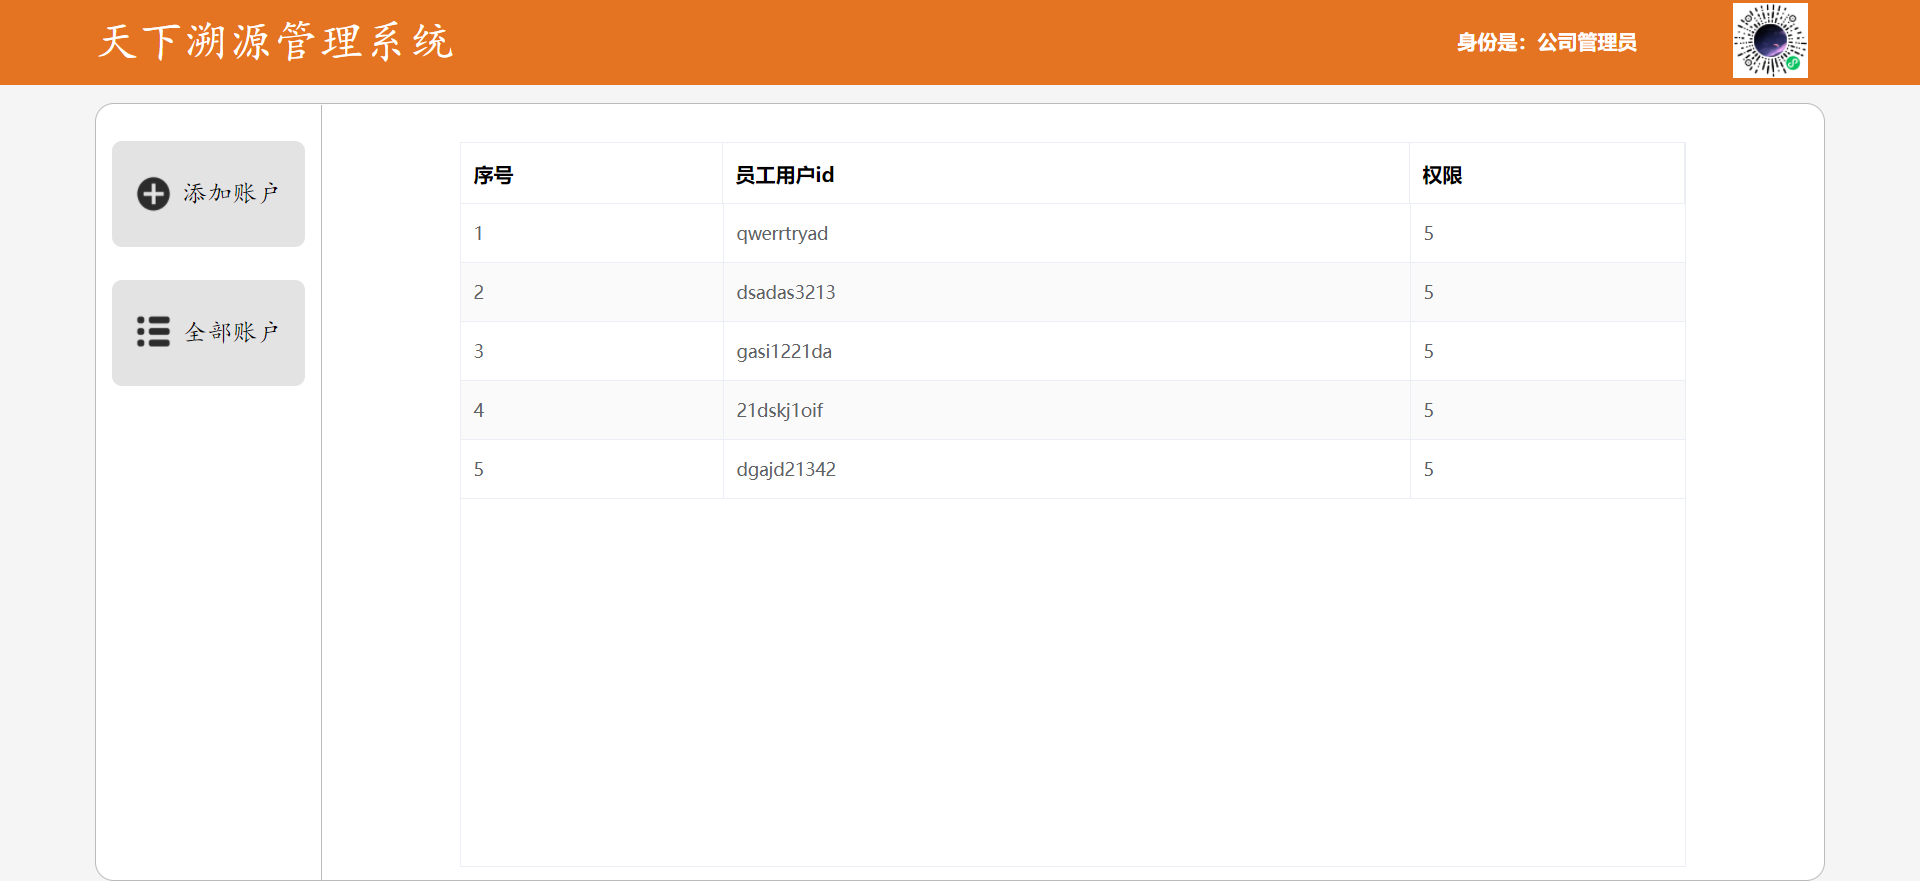 天下溯源管理系统
身份是：公司管理员
添加账户
全部账户
序号 员工用户id 权限
1 qwerrtryad 5
2 dsadas3213 5
3 gasi1221da 5
4 21dskj1oif 5
5 dgajd21342 5